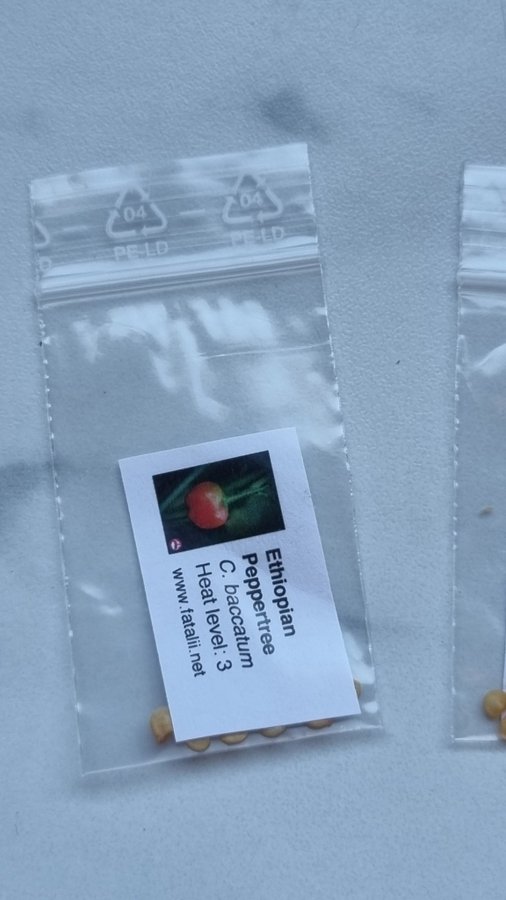 04
04
PE-LD
PE-LD
D
Ethiopian
Peppertree
C. baccatum
Heat level: 3
www.fatalii.net